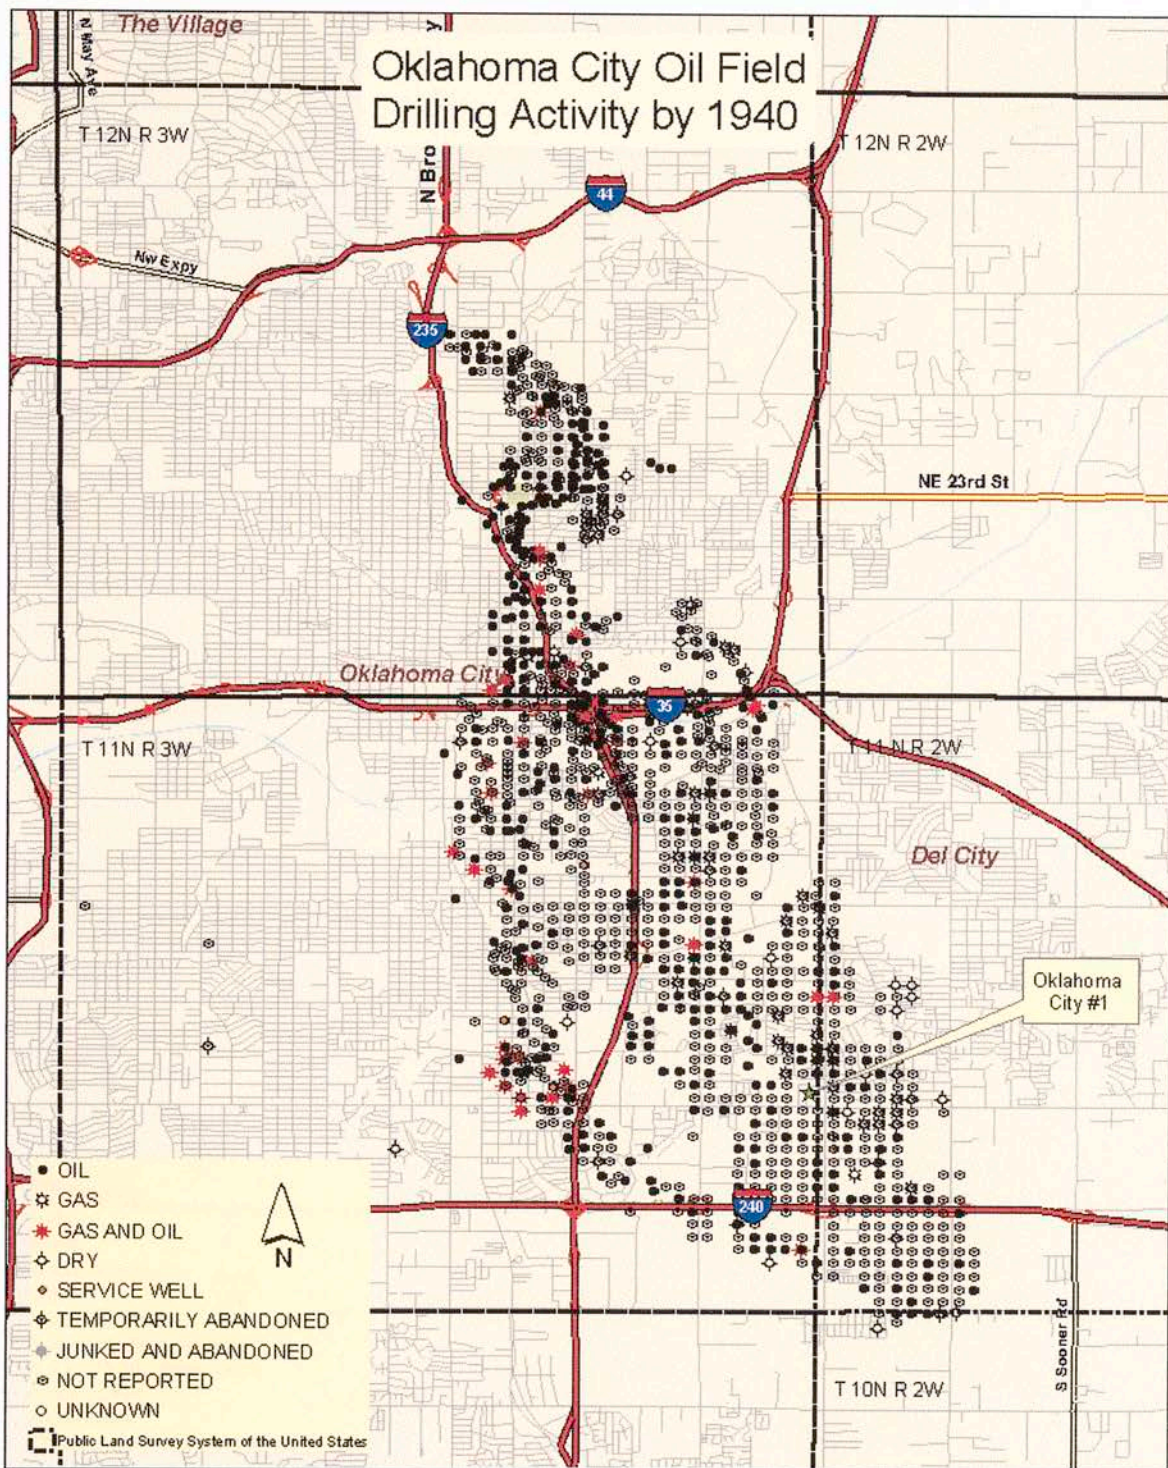 The Village
N May Ave
y
Oklahoma City Oil Field
Drilling Activity by 1940
T 12N R 3W
T 12N R 2W
N Bro
44
Nw Expy
235
NE 23rd St
Oklahoma City
35
T 11N R 3W
T 11N R 2W
Del City
Oklahoma
City #1
240
OIL
GAS
GAS AND OIL
DRY
SERVICE WELL
TEMPORARILY ABANDONED
JUNKED AND ABANDONED
NOT REPORTED
UNKNOWN
Public Land Survey System of the United States
N
S Sooner Rd
T 10N R 2W